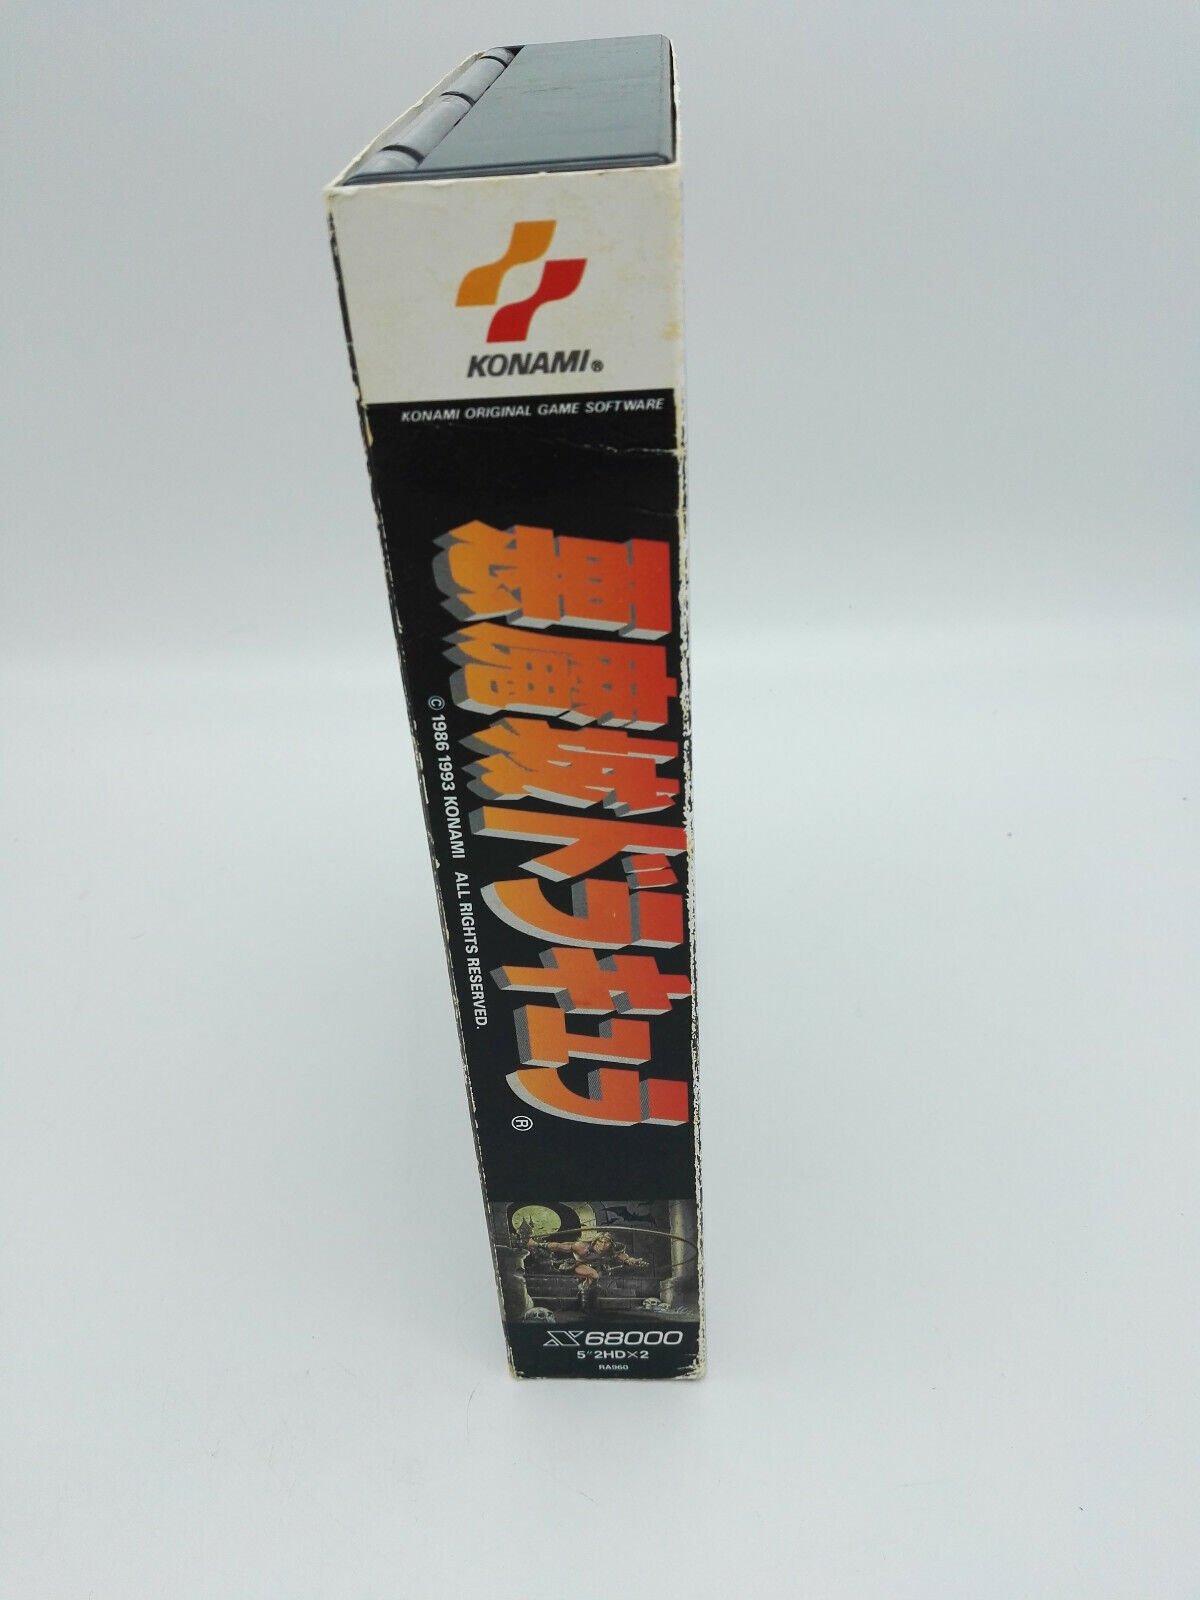 KONAMI®
KONAMI ORIGINAL GAME SOFTWARE
悪魔城ドラキュラ®
© 1986 1993 KONAMI ALL RIGHTS RESERVED.
X68000
5"2HD×2
RA960